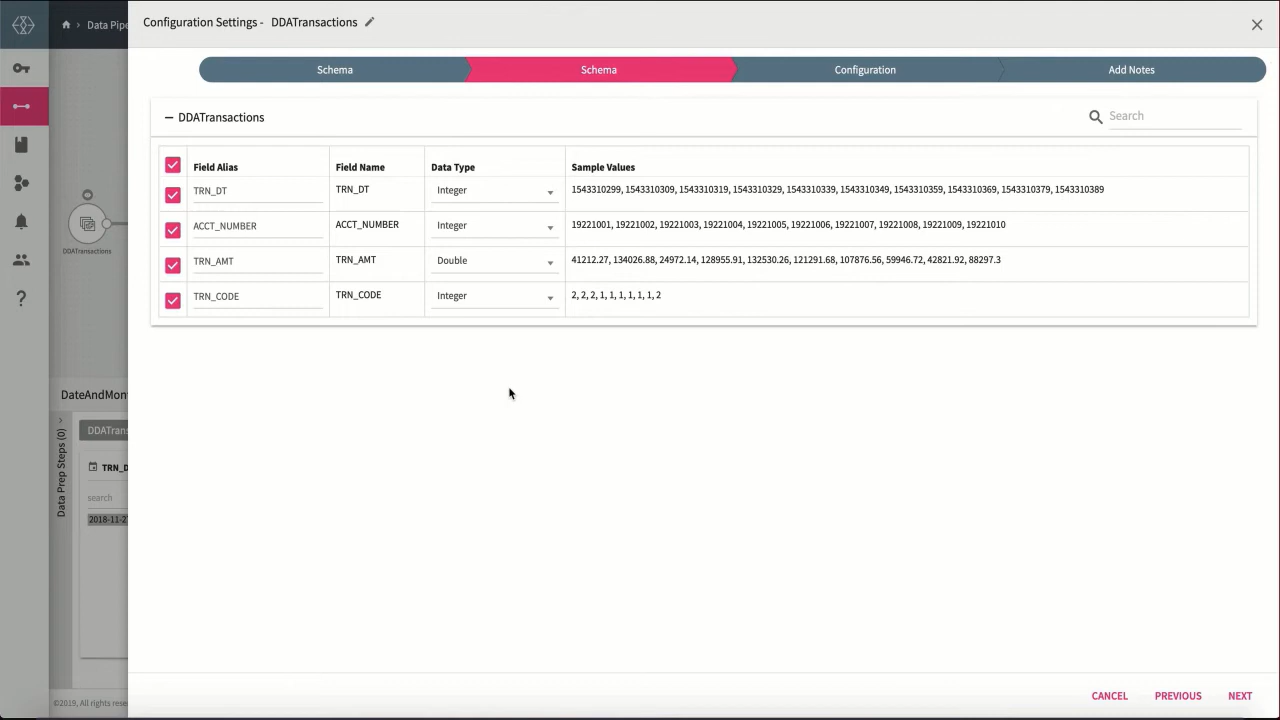 Configuration Settings - DDATransactions
Data Pipe
Schema Schema Configuration Add Notes
DDATransactions
Search
Field Alias Field Name Data Type Sample Values
TRN_DT TRN_DT Integer 1543310299, 1543310309, 1543310319, 1543310329, 1543310339, 1543310349, 1543310359, 1543310369, 1543310379, 1543310389
ACCT_NUMBER ACCT_NUMBER Integer 19221001, 19221002, 19221003, 19221004, 19221005, 19221006, 19221007, 19221008, 19221009, 19221010
TRN_AMT TRN_AMT Double 41212.27, 134026.88, 24972.14, 128955.91, 132530.26, 121291.68, 107876.56, 59946.72, 42821.92, 88297.3
TRN_CODE TRN_CODE Integer 2, 2, 2, 1, 1, 1, 1, 1, 1, 2
DDATransactions
DateAndMon
Data Prep Steps (0)
DDATran
TRN_D
search
2018-11-2
©2019, All rights rese
CANCEL PREVIOUS NEXT